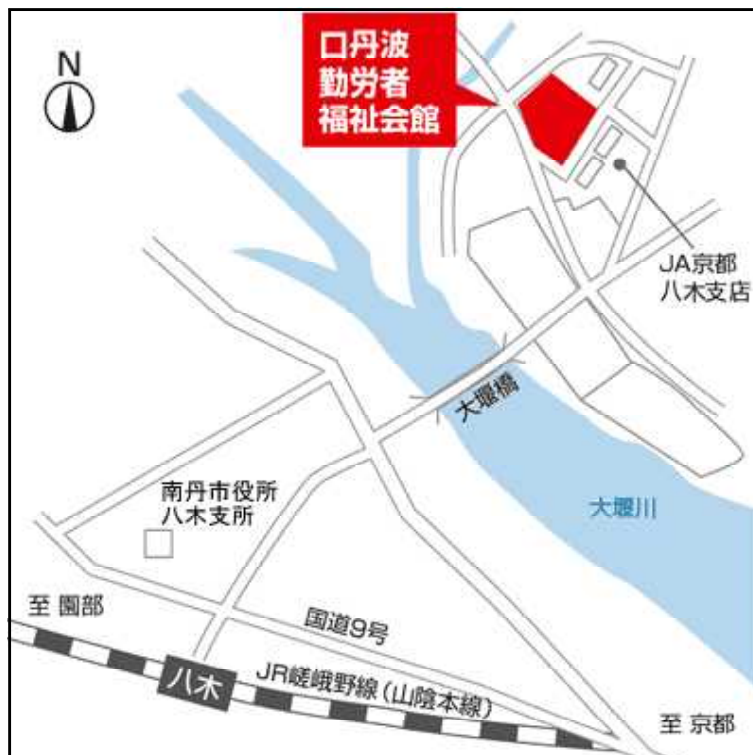 N
口丹波
勤労者
福祉会館
JA京都
八木支店
大堰橋
大堰川
南丹市役所
八木支所
至 園部
国道9号
八木
JR嵯峨野線(山陰本線)
至 京都